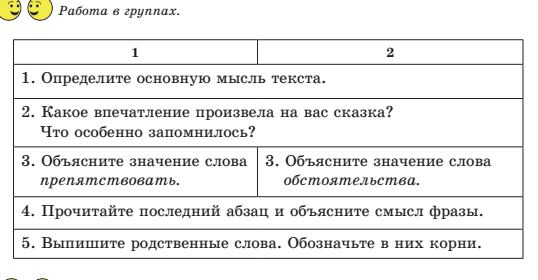 Работа в группах.
1 2
1. Определите основную мысль текста.
2. Какое впечатление произвела на вас сказка?
Что особенно запомнилось?
3. Объясните значение слова
препятствовать.
3. Объясните значение слова
обстоятельства.
4. Прочитайте последний абзац и объясните смысл фразы.
5. Выпишите родственные слова. Обозначьте в них корни.